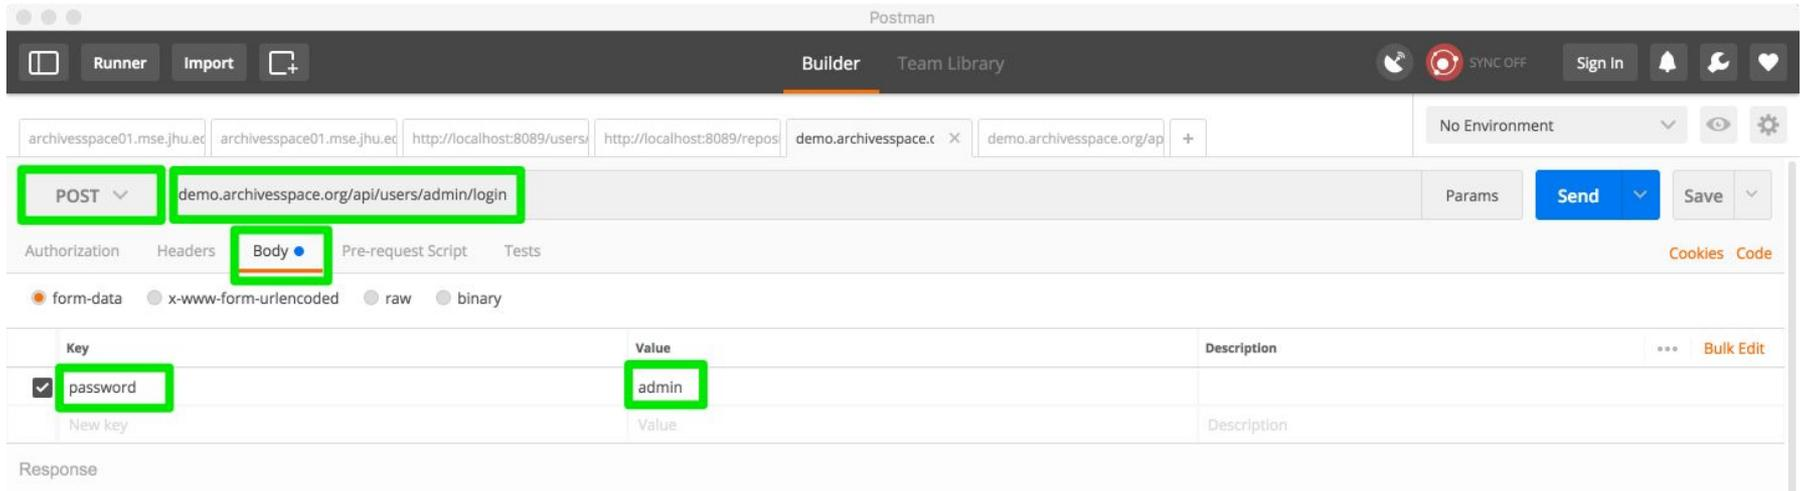 Postman
Runner Import Builder Team Library SYNC OFF Sign In
archivesspace01.mse.jhu.ec archivesspace01.mse.jhu.ec http://localhost:8089/users/ http://localhost:8089/repos demo.archivesspace.c × demo.archivesspace.org/ap + No Environment
POST demo.archivesspace.org/api/users/admin/login Params Send Save
Authorization Headers Body Pre-request Script Tests Cookies Code
form-data x-www-form-urlencoded raw binary
Key Value Description ••• Bulk Edit
password admin
New key Value Description
Response